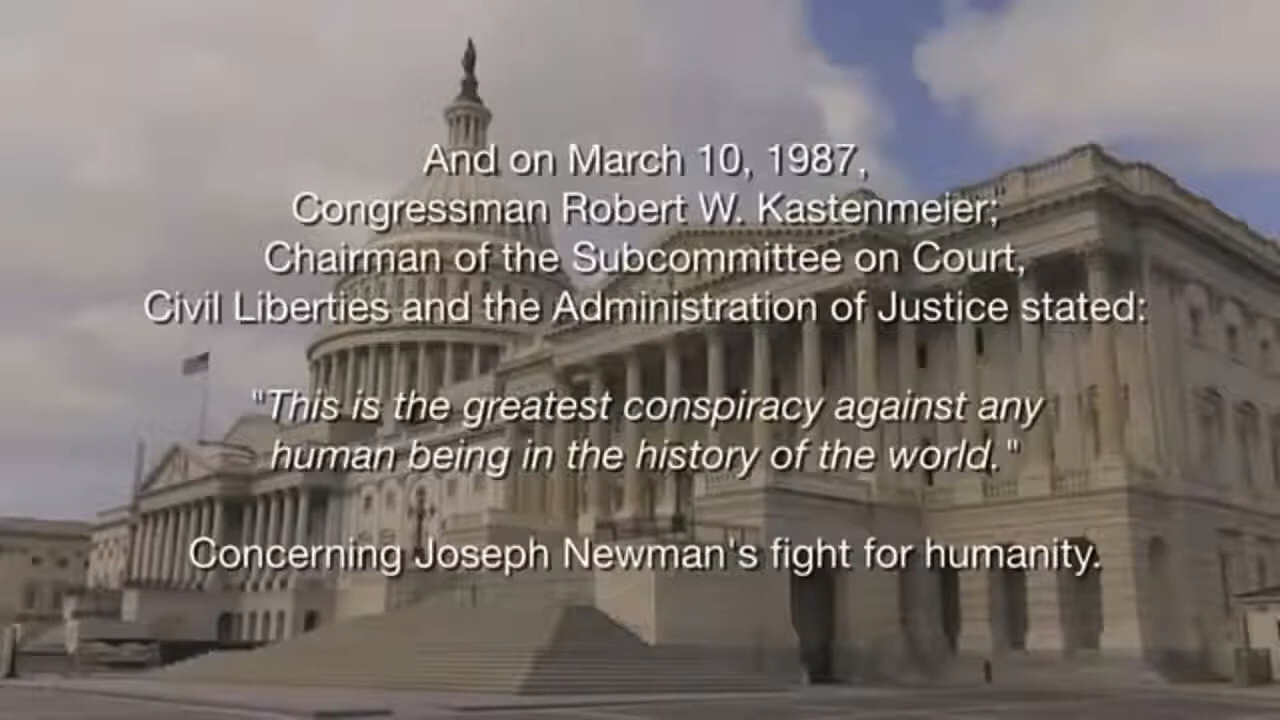 And on March 10, 1987,
Congressman Robert W. Kastenmeier;
Chairman of the Subcommittee on Court,
Civil Liberties and the Administration of Justice stated:
"This is the greatest conspiracy against any
human being in the history of the world."
Concerning Joseph Newman's fight for humanity.